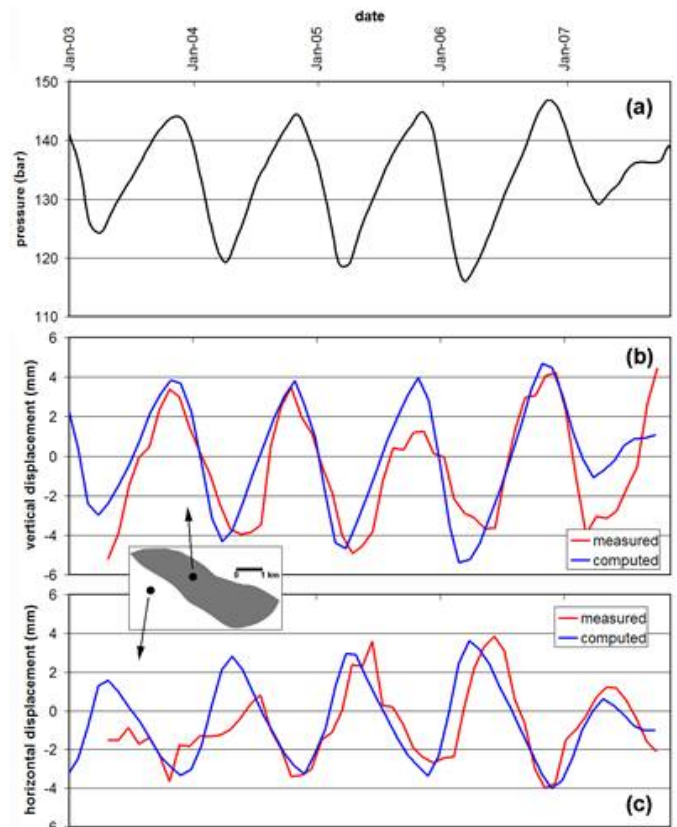 date
Jan-03
Jan-04
Jan-05
Jan-06
Jan-07
150
140
130
120
110
pressure (bar)
(a)
6
4
2
0
-2
-4
-6
vertical displacement (mm)
(b)
measured
computed
0 1 km
6
4
2
0
-2
-4
-6
horizontal displacement (mm)
measured
computed
(c)